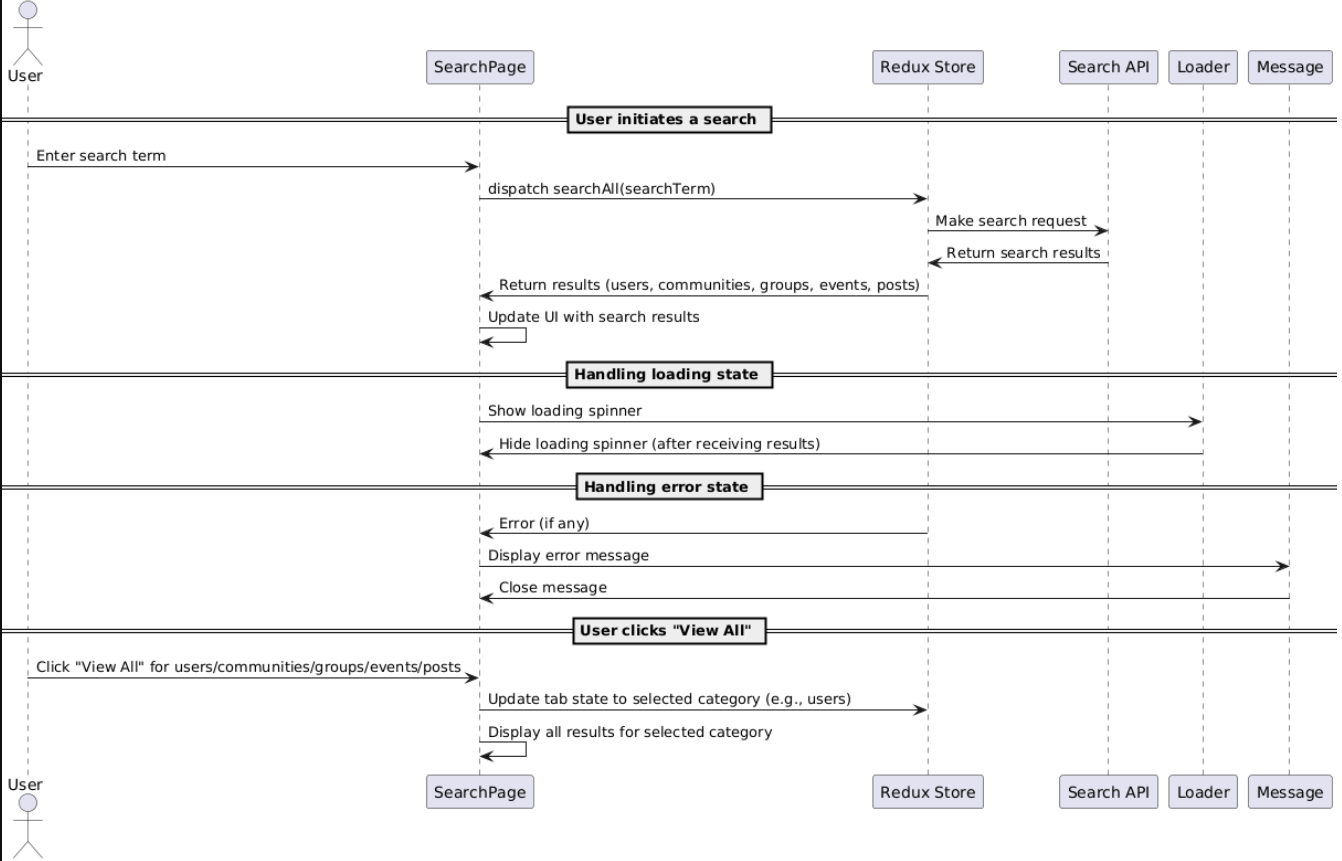 User
SearchPage
Redux Store
Search API
Loader
Message
User initiates a search
Enter search term
dispatch searchAll(searchTerm)
Make search request
Return search results
Return results (users, communities, groups, events, posts)
Update UI with search results
Handling loading state
Show loading spinner
Hide loading spinner (after receiving results)
Handling error state
Error (if any)
Display error message
Close message
User clicks "View All"
Click "View All" for users/communities/groups/events/posts
Update tab state to selected category (e.g., users)
Display all results for selected category
User
SearchPage
Redux Store
Search API
Loader
Message